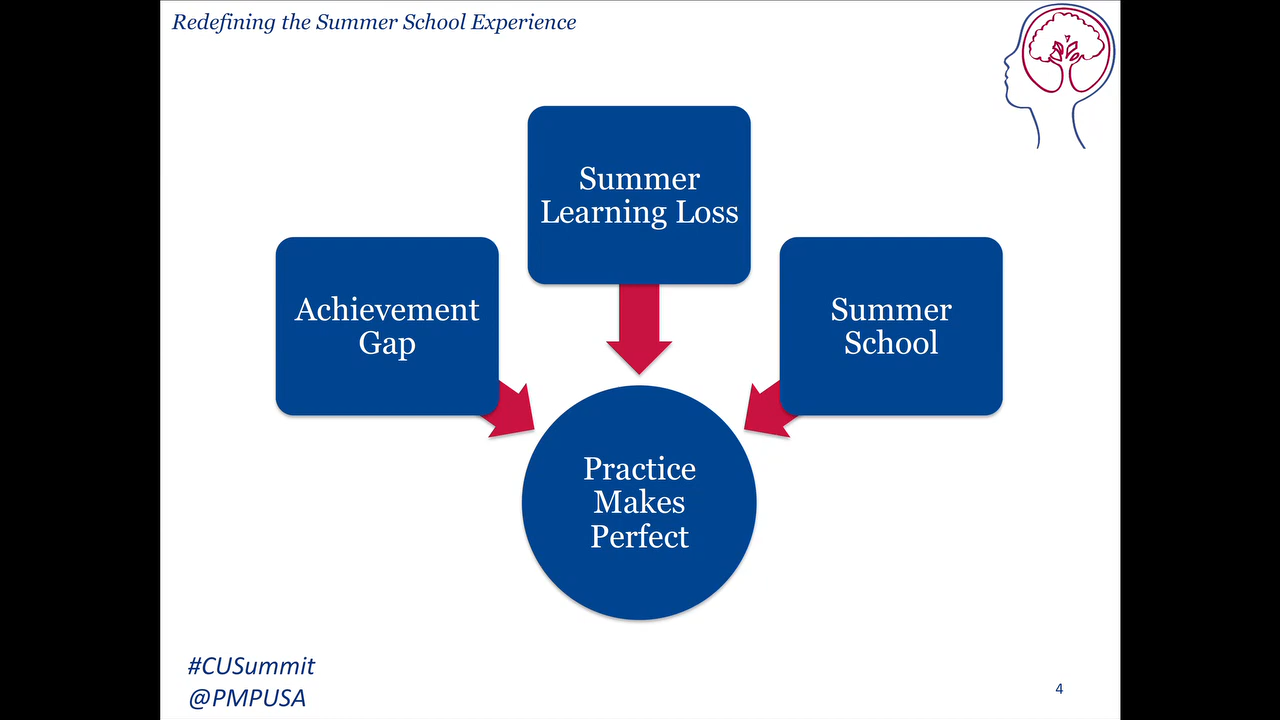 Redefining the Summer School Experience
Summer
Learning Loss
Achievement
Gap
Summer
School
Practice
Makes
Perfect
#CUSummit
@PMPUSA
4